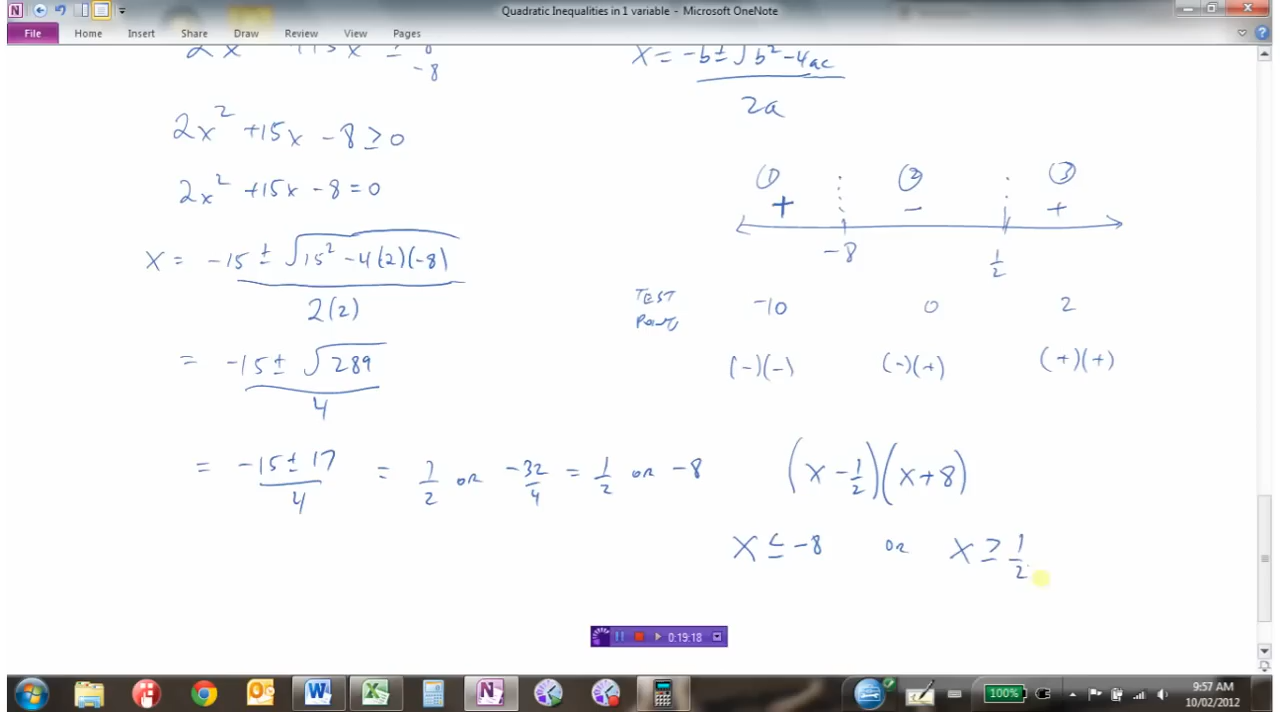 Quadratic Inequalities in 1 variable - Microsoft OneNote
File Home Insert Share Draw Review View Pages
-8
x = -b ± √b² - 4ac
2a
2x² + 15x - 8 ≥ 0
2x² + 15x - 8 = 0
x = -15 ± √15² - 4(2)(-8)
2(2)
= -15 ± √289
4
= -15 ± 17 = 1 or -32 = 1 or -8
4 2 4 2
① ② ③
+ - +
-8 1/2
TEST
POINT
-10 0 2
(-)(-) (-)(+) (+)(+)
(x - 1/2)(x + 8)
x ≤ -8 or x ≥ 1/2
0:19:18
100%
9:57 AM
10/02/2012